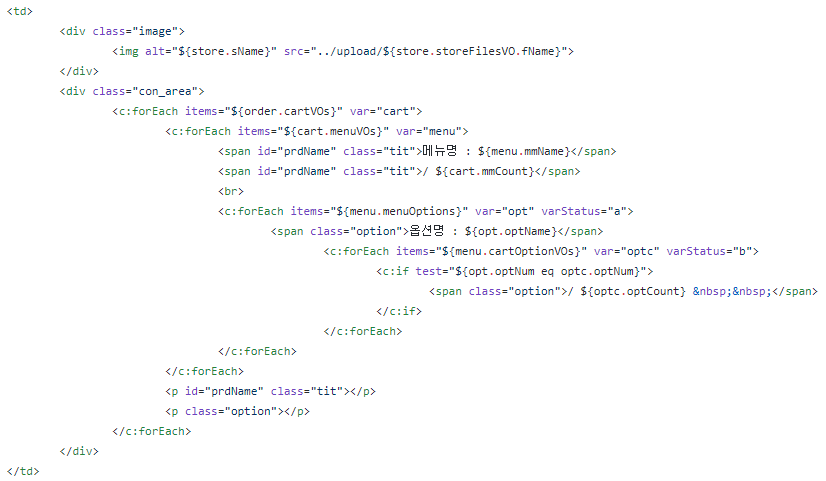 <td>
<div class="image">
<img alt="${store.sName}" src="../upload/${store.storeFilesVO.fName}">
</div>
<div class="con_area">
<c:forEach items="${order.cartVOs}" var="cart">
<c:forEach items="${cart.menuVOs}" var="menu">
<span id="prdName" class="tit">메뉴명 : ${menu.mmName}</span>
<span id="prdName" class="tit">/ ${cart.mmCount}</span>
<br>
<c:forEach items="${menu.menuOptions}" var="opt" varStatus="a">
<span class="option">옵션명 : ${opt.optName}</span>
<c:forEach items="${menu.cartOptionVOs}" var="optc" varStatus="b">
<c:if test="${opt.optNum eq optc.optNum}">
<span class="option">/ ${optc.optCount} &nbsp;&nbsp;</span>
</c:if>
</c:forEach>
</c:forEach>
</c:forEach>
<p id="prdName" class="tit"></p>
<p class="option"></p>
</c:forEach>
</div>
</td>